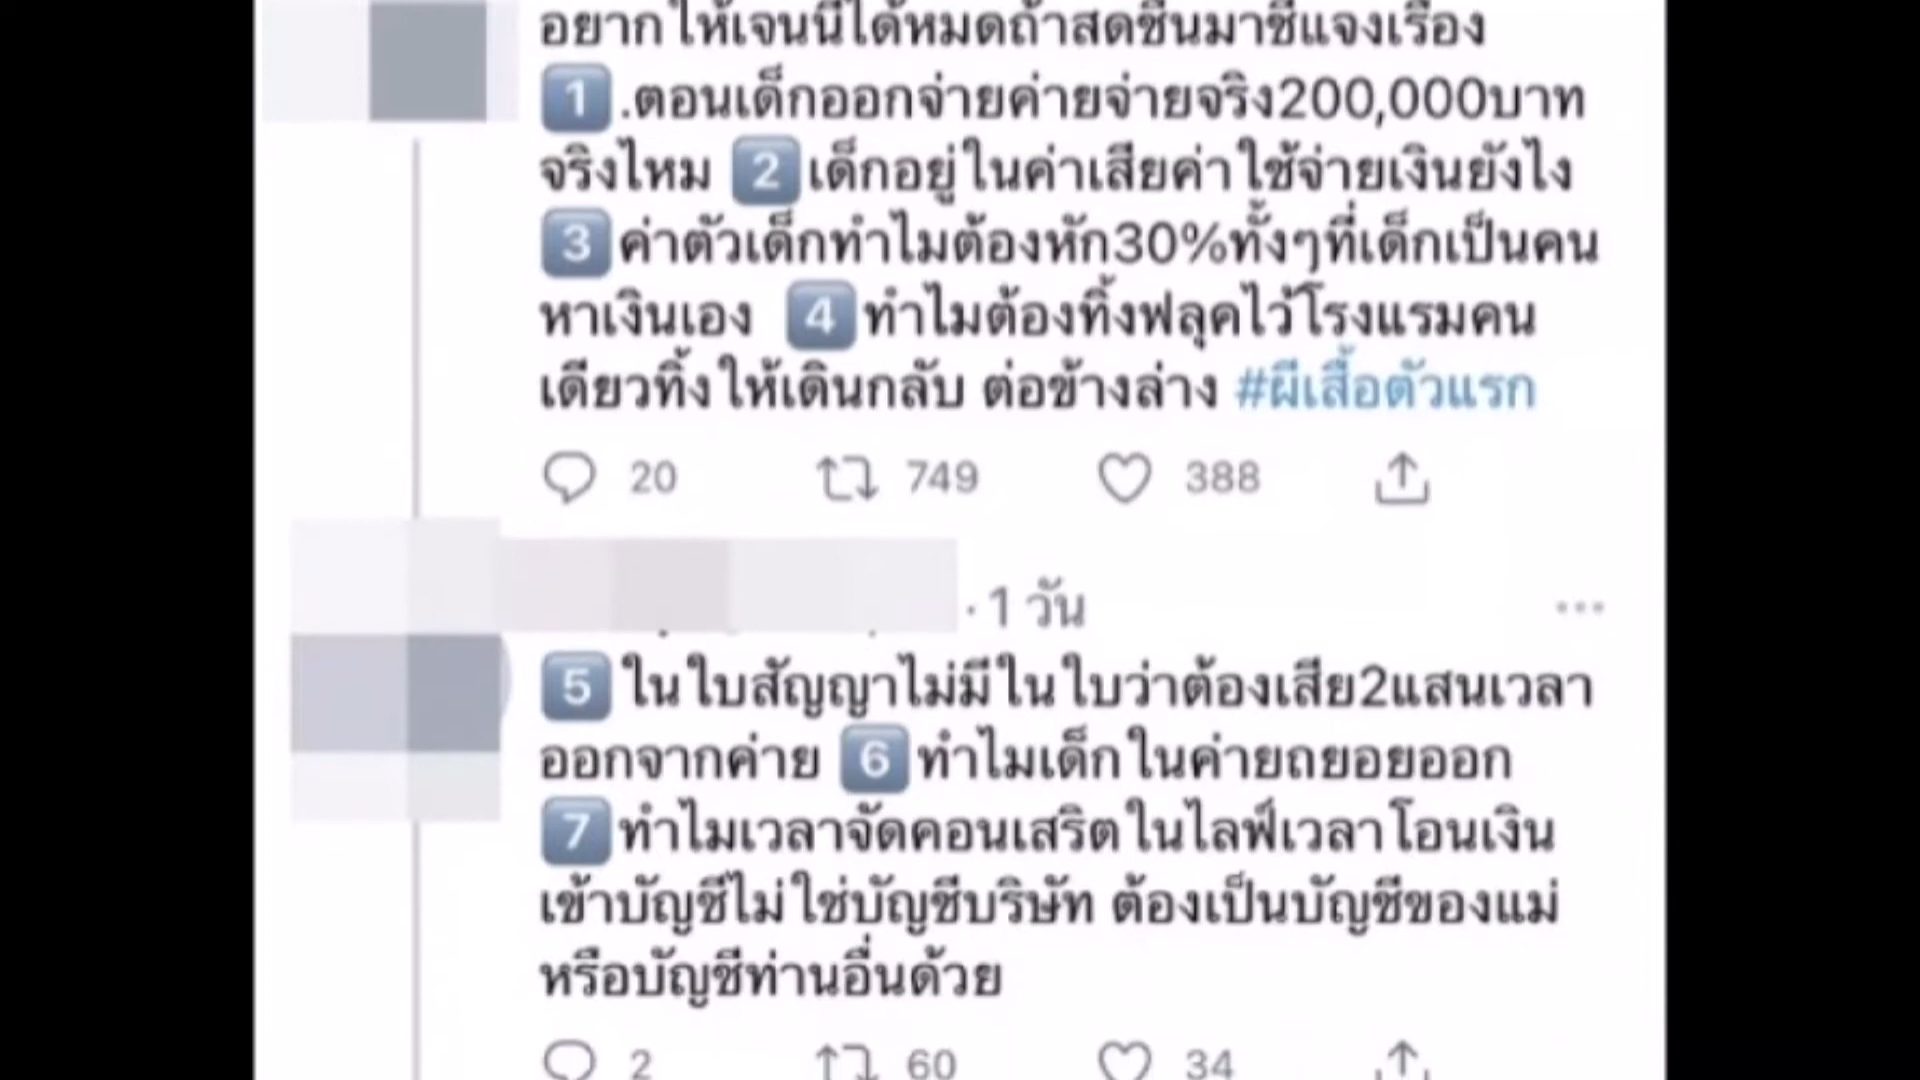 อยากให้เจนนี่ได้หมดถ้าสดชื่นมาชี้แจงเรื่อง
1 .ตอนเด็กออกจ่ายค่ายจ่ายจริง200,000บาท
จริงไหม 2 เด็กอยู่ในค่าเสียค่าใช้จ่ายเงินยังไง
3 ค่าตัวเด็กทำไมต้องหัก30%ทั้งๆที่เด็กเป็นคน
หาเงินเอง 4 ทำไมต้องทิ้งฟลุคไว้โรงแรมคน
เดียวทิ้งให้เดินกลับ ต่อข้างล่าง #ผีเสื้อตัวแรก
20 749 388
· 1 วัน
5 ในใบสัญญาไม่มีในใบว่าต้องเสีย2แสนเวลา
ออกจากค่าย 6 ทำไมเด็กในค่ายถยอยออก
7 ทำไมเวลาจัดคอนเสริตในไลฟ์เวลาโอนเงิน
เข้าบัญชีไม่ใช่บัญชีบริษัท ต้องเป็นบัญชีของแม่
หรือบัญชีท่านอื่นด้วย
2 60 34